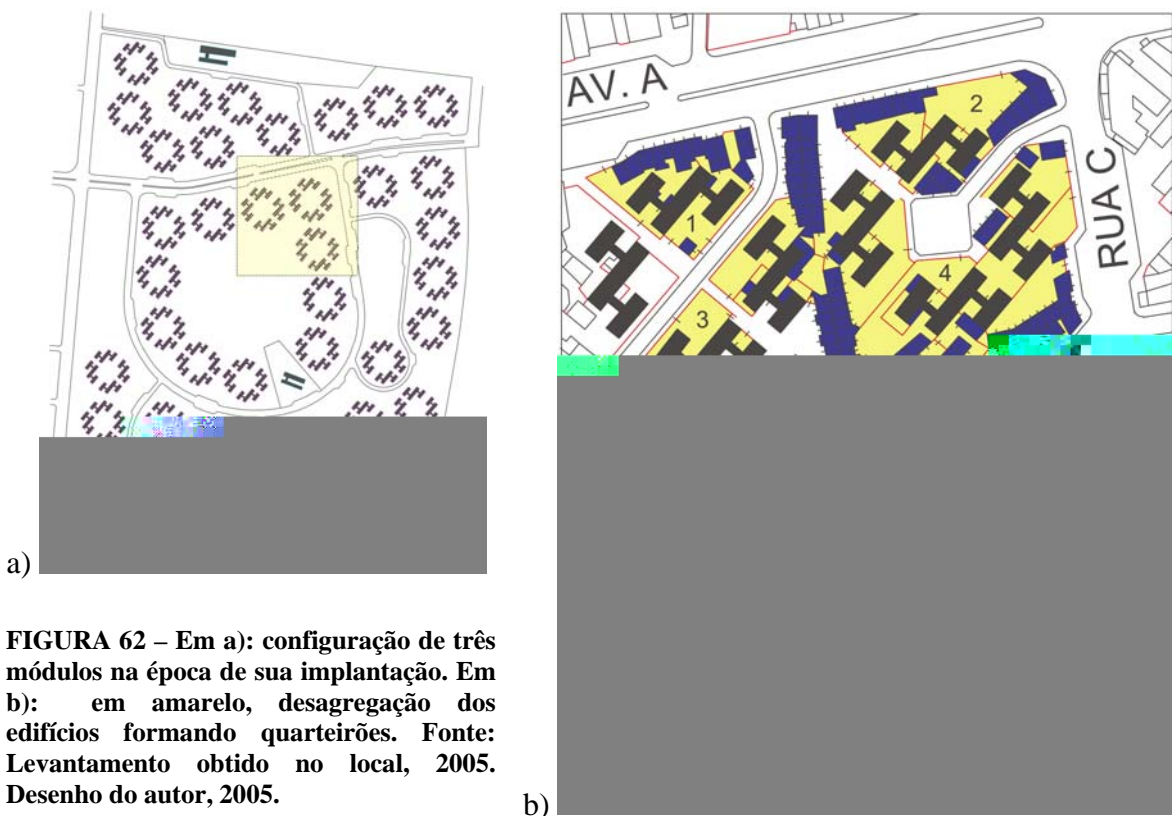 AV. A
2
1
RUA C
4
3
a)
FIGURA 62 – Em a): configuração de três
módulos na época de sua implantação. Em
b): em amarelo, desagregação dos
edifícios formando quarteirões. Fonte:
Levantamento obtido no local, 2005.
Desenho do autor, 2005.
b)